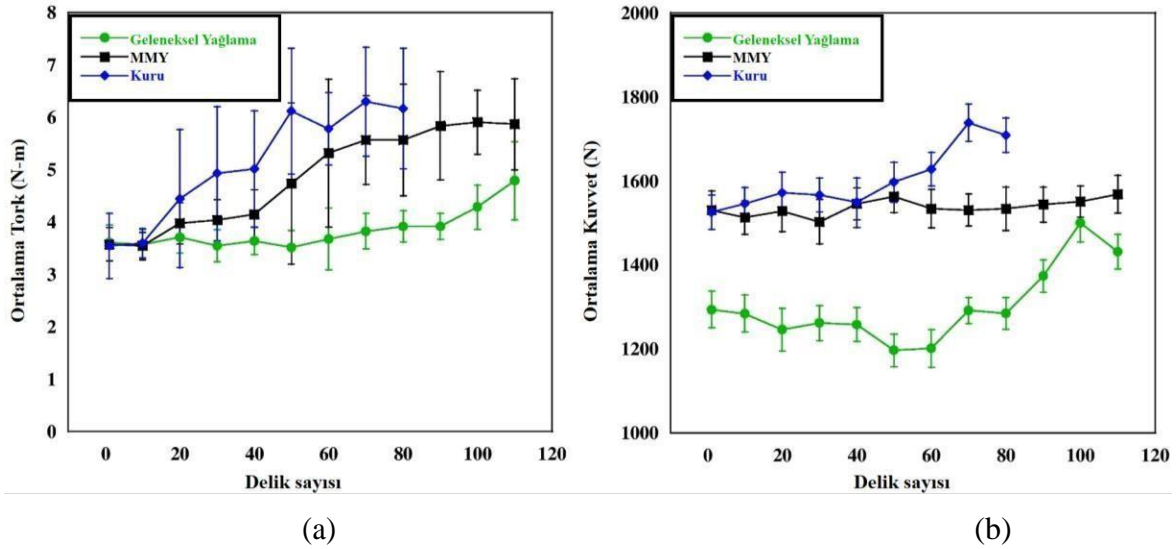 8
7
6
5
4
3
2
1
0
Ortalama Tork (N-m)
Geleneksel Yağlama
MMY
Kuru
0 20 40 60 80 100 120
Delik sayısı
(a)
2000
1800
1600
1400
1200
1000
Ortalama Kuvvet (N)
Geleneksel Yağlama
MMY
Kuru
0 20 40 60 80 100 120
Delik sayısı
(b)